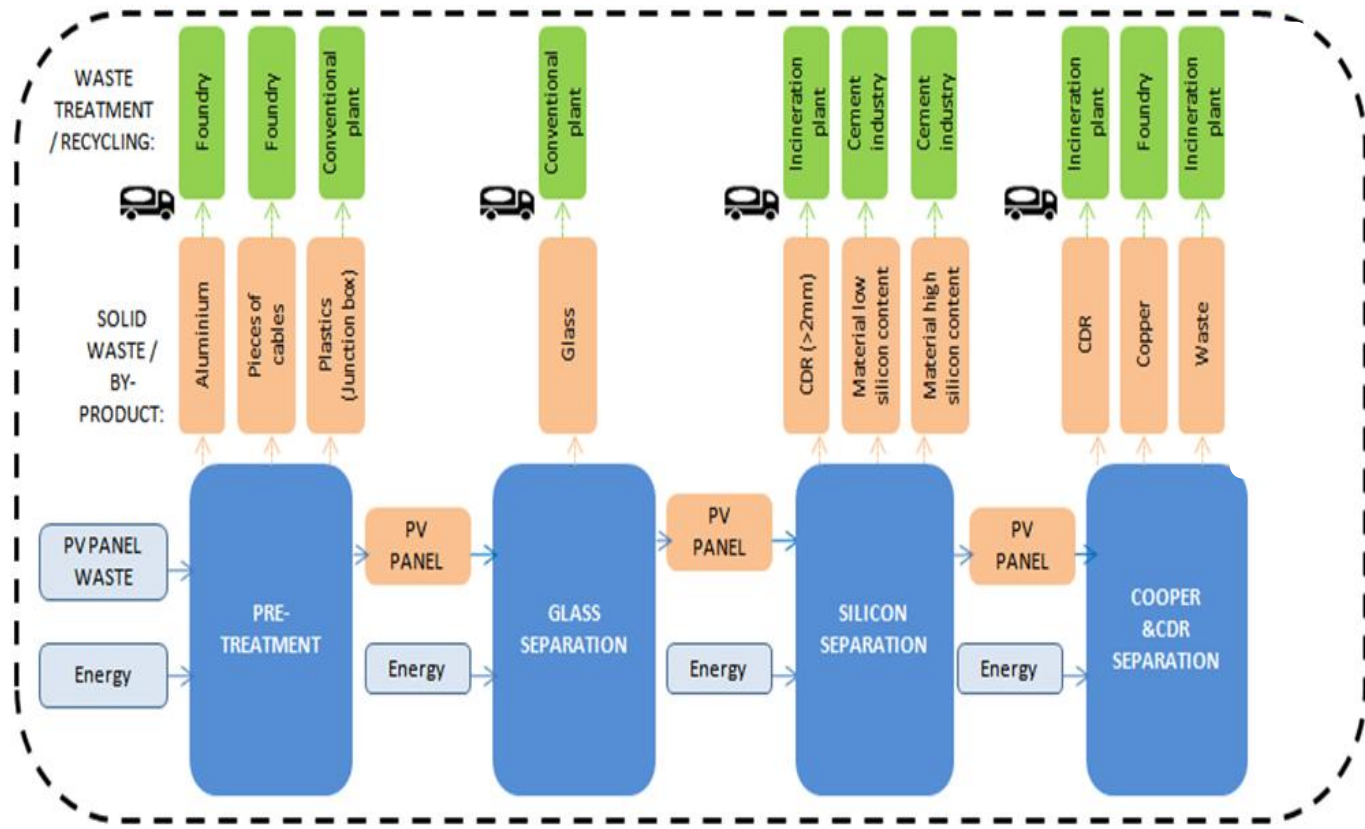 WASTE
TREATMENT
/ RECYCLING:
Foundry
Foundry
Conventional
plant
Conventional
plant
Incineration
plant
Cement
industry
Cement
industry
Incineration
plant
Foundry
Incineration
plant
SOLID
WASTE /
BY-
PRODUCT:
Aluminium
Pieces of
cables
Plastics
(Junction box)
Glass
CDR (>2mm)
Material low
silicon content
Material high
silicon content
CDR
Copper
Waste
PV PANEL
WASTE
Energy
PRE-
TREATMENT
PV
PANEL
Energy
GLASS
SEPARATION
PV
PANEL
Energy
SILICON
SEPARATION
PV
PANEL
Energy
COOPER
&CDR
SEPARATION